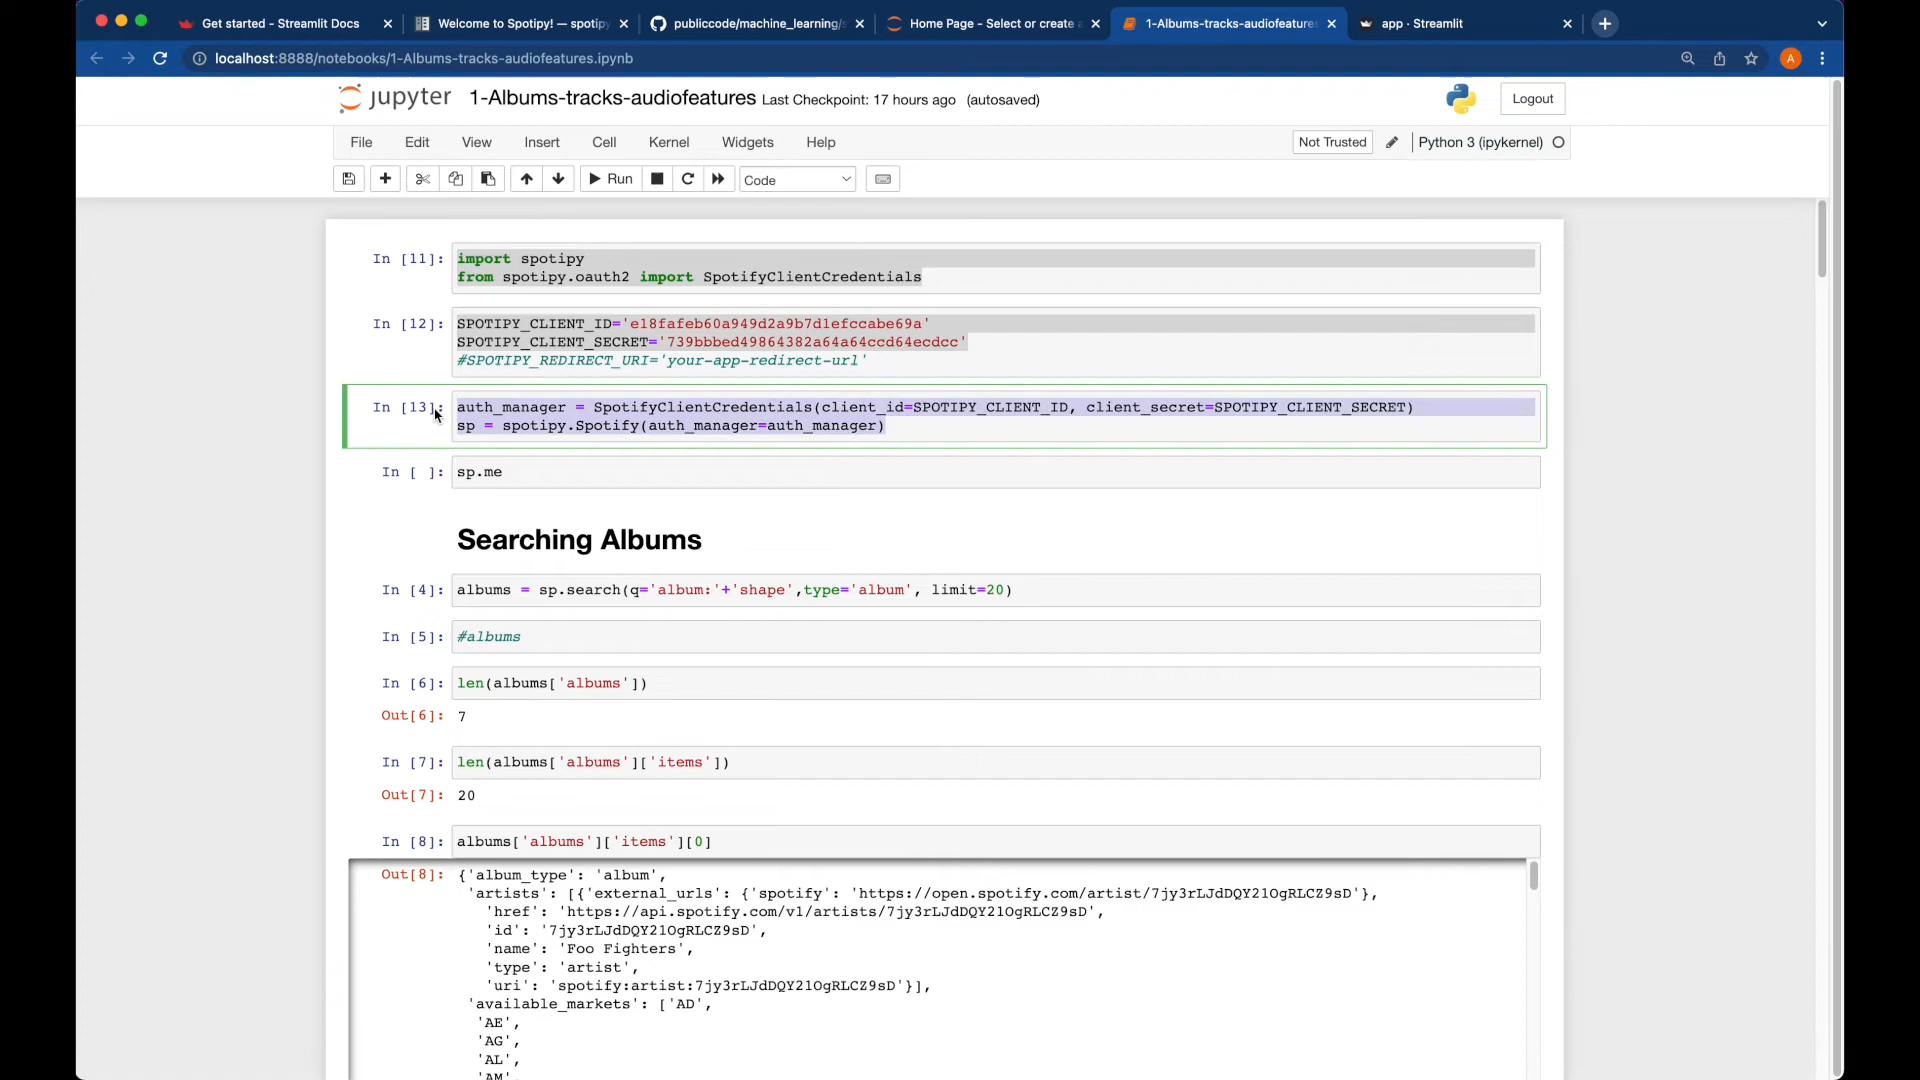 Get started - Streamlit Docs
Welcome to Spotipy! — spotipy
publiccode/machine_learning/s
Home Page - Select or create a
1-Albums-tracks-audiofeatures
app · Streamlit
localhost:8888/notebooks/1-Albums-tracks-audiofeatures.ipynb
A
jupyter 1-Albums-tracks-audiofeatures Last Checkpoint: 17 hours ago (autosaved)
Logout
File Edit View Insert Cell Kernel Widgets Help
Not Trusted
Python 3 (ipykernel)
Run
Code
In [11]: import spotipy
from spotipy.oauth2 import SpotifyClientCredentials
In [12]: SPOTIPY_CLIENT_ID='e18fafeb60a949d2a9b7d1efccabe69a'
SPOTIPY_CLIENT_SECRET='739bbbed49864382a64a64ccd64ecdcc'
#SPOTIPY_REDIRECT_URI='your-app-redirect-url'
In [13]: auth_manager = SpotifyClientCredentials(client_id=SPOTIPY_CLIENT_ID, client_secret=SPOTIPY_CLIENT_SECRET)
sp = spotipy.Spotify(auth_manager=auth_manager)
In [ ]: sp.me
Searching Albums
In [4]: albums = sp.search(q='album:'+'shape',type='album', limit=20)
In [5]: #albums
In [6]: len(albums['albums'])
Out[6]: 7
In [7]: len(albums['albums']['items'])
Out[7]: 20
In [8]: albums['albums']['items'][0]
Out[8]: {'album_type': 'album',
'artists': [{'external_urls': {'spotify': 'https://open.spotify.com/artist/7jy3rLJdDQY21OgRLCZ9sD'},
'href': 'https://api.spotify.com/v1/artists/7jy3rLJdDQY21OgRLCZ9sD',
'id': '7jy3rLJdDQY21OgRLCZ9sD',
'name': 'Foo Fighters',
'type': 'artist',
'uri': 'spotify:artist:7jy3rLJdDQY21OgRLCZ9sD'}],
'available_markets': ['AD',
'AE',
'AG',
'AL',
'AM',